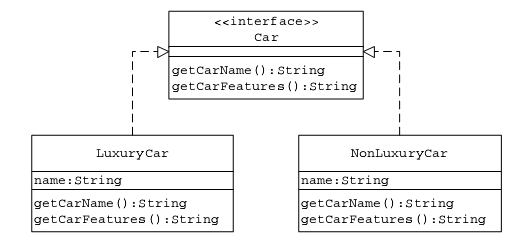 <<interface>>
Car
getCarName():String
getCarFeatures():String
LuxuryCar
name:String
getCarName():String
getCarFeatures():String
NonLuxuryCar
name:String
getCarName():String
getCarFeatures():String